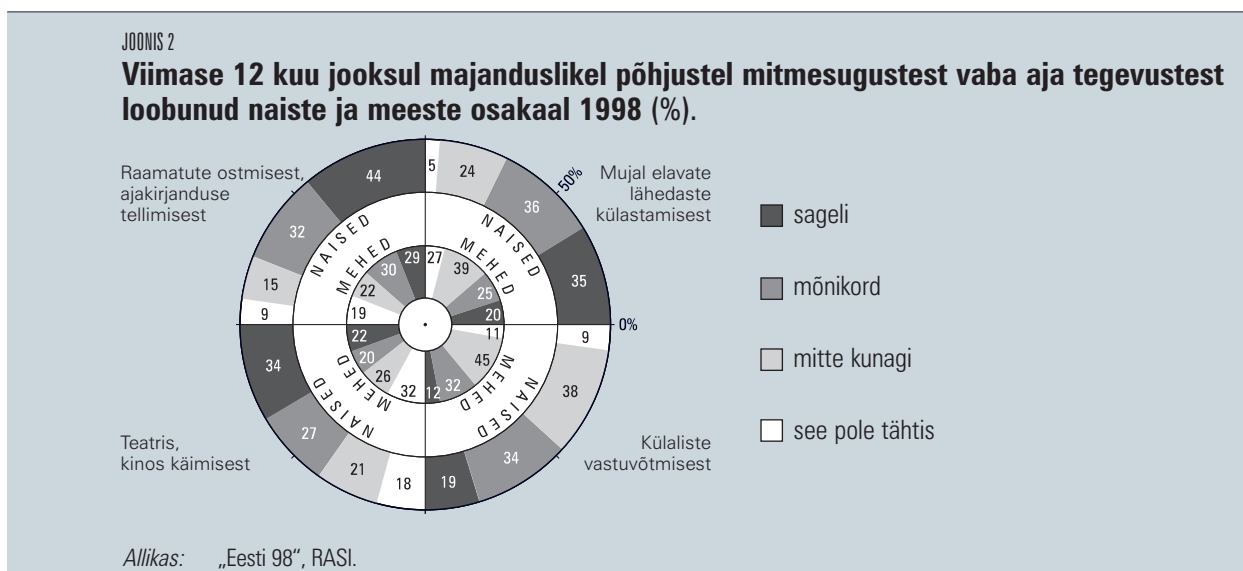 JOONIS 2
Viimase 12 kuu jooksul majanduslikel põhjustel mitmesugustest vaba aja tegevustest
loobunud naiste ja meeste osakaal 1998 (%).
Raamatute ostmisest,
ajakirjanduse
tellimisest
44
32
15
9
5
24
36
35
50%
0%
Mujal elavate
lähedaste
külastamisest
NAISED
MEHED
29
30
22
19
NAISED
MEHED
27
39
25
20
22
20
26
32
MEHED
NAISED
11
45
32
12
MEHED
NAISED
34
27
21
18
9
38
34
19
Teatris,
kinos käimisest
Külaliste
vastuvõtmisest
sageli
mõnikord
mitte kunagi
see pole tähtis
Allikas: „Eesti 98“, RASI.